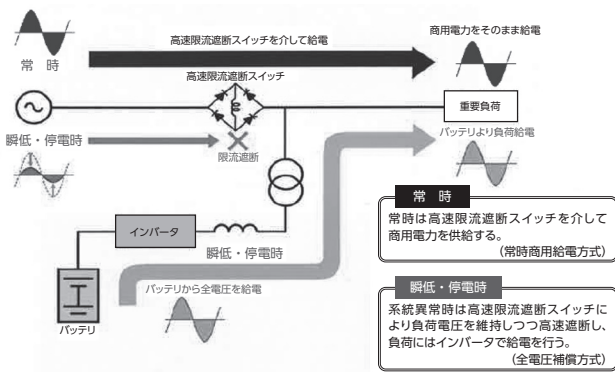 高速限流遮断スイッチを介して給電
商用電力をそのまま給電
常 時
高速限流遮断スイッチ
重要負荷
瞬低・停電時
限流遮断
バッテリより負荷給電
インバータ
瞬低・停電時
バッテリから全電圧を給電
バッテリ
常 時
常時は高速限流遮断スイッチを介して
商用電力を供給する。
(常時商用給電方式)
瞬低・停電時
系統異常時は高速限流遮断スイッチに
より負荷電圧を維持しつつ高速遮断し、
負荷にはインバータで給電を行う。
(全電圧補償方式)